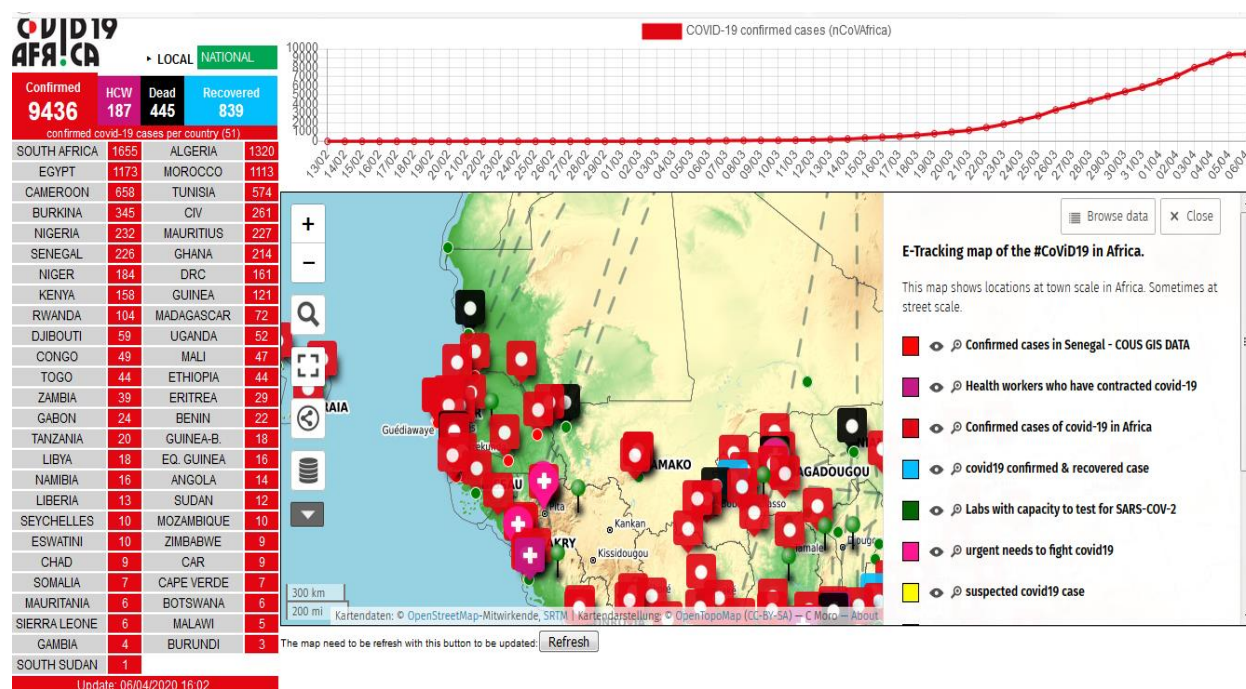 COVID19
AFRICA
▸ LOCAL NATIONAL
Confirmed HCW Dead Recovered
9436 187 445 839
confirmed covid-19 cases per country (51)
SOUTH AFRICA 1655 ALGERIA 1320
EGYPT 1173 MOROCCO 1113
CAMEROON 658 TUNISIA 574
BURKINA 345 CIV 261
NIGERIA 232 MAURITIUS 227
SENEGAL 226 GHANA 214
NIGER 184 DRC 161
KENYA 158 GUINEA 121
RWANDA 104 MADAGASCAR 72
DJIBOUTI 59 UGANDA 52
CONGO 49 MALI 47
TOGO 44 ETHIOPIA 44
ZAMBIA 39 ERITREA 29
GABON 24 BENIN 22
TANZANIA 20 GUINEA-B. 18
LIBYA 18 EQ. GUINEA 16
NAMIBIA 16 ANGOLA 14
LIBERIA 13 SUDAN 12
SEYCHELLES 10 MOZAMBIQUE 10
ESWATINI 10 ZIMBABWE 9
CHAD 9 CAR 9
SOMALIA 7 CAPE VERDE 7
MAURITANIA 6 BOTSWANA 6
SIERRA LEONE 6 MALAWI 5
GAMBIA 4 BURUNDI 3
SOUTH SUDAN 1
Update: 06/04/2020 16:02
COVID-19 confirmed cases (nCoVAfrica)
10000
9000
8000
5000
4000
3000
2000
1000
0
13/02 14/02 15/02 16/02 17/02 18/02 19/02 20/02 21/02 22/02 23/02 24/02 25/02 26/02 27/02 28/02 29/02 01/03 02/03 03/03 04/03 05/03 06/03 07/03 08/03 09/03 10/03 11/03 12/03 13/03 14/03 15/03 16/03 17/03 18/03 19/03 20/03 21/03 22/03 23/03 24/03 25/03 26/03 27/03 28/03 29/03 30/03 31/03 01/04 02/04 03/04 04/04 05/04 06/04
+
−
RAIA
Guédiawaye
AMAKO
AGADOUGOU
Pita
Kankan
AKRY
Kissidougou
Tamale
Djoug
300 km
200 mi
Kartendaten: © OpenStreetMap-Mitwirkende, SRTM | Kartendarstellung: © OpenTopoMap (CC-BY-SA) — C Moro — About
The map need to be refresh with this button to be updated: Refresh
Browse data × Close
E-Tracking map of the #CoViD19 in Africa.
This map shows locations at town scale in Africa. Sometimes at
street scale.
Confirmed cases in Senegal - COUS GIS DATA
Health workers who have contracted covid-19
Confirmed cases of covid-19 in Africa
covid19 confirmed & recovered case
Labs with capacity to test for SARS-COV-2
urgent needs to fight covid19
suspected covid19 case